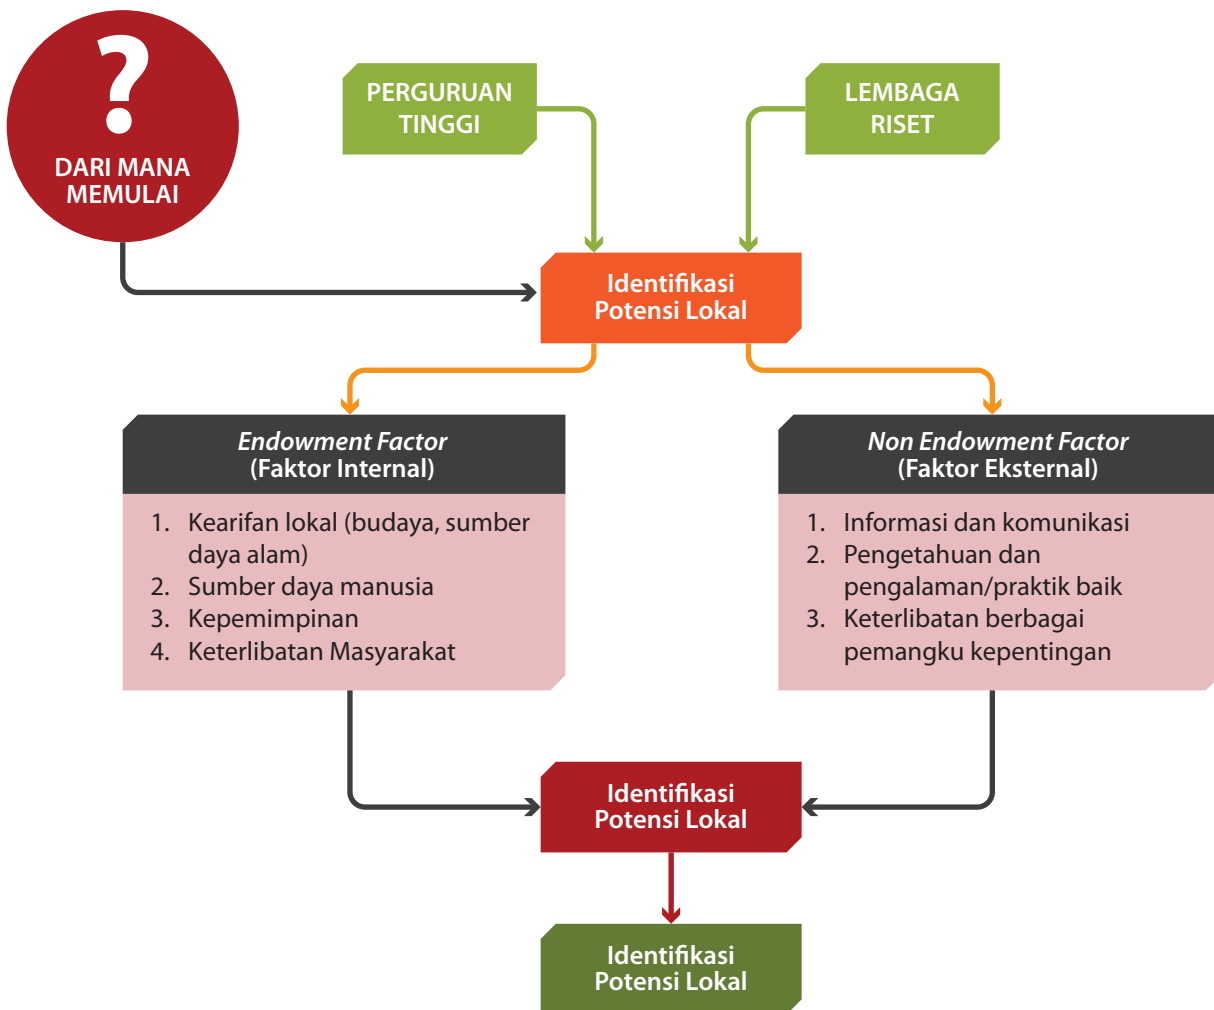 ?
DARI MANA
MEMULAI
PERGURUAN
TINGGI
LEMBAGA
RISET
Identifikasi
Potensi Lokal
Endowment Factor
(Faktor Internal)
1. Kearifan lokal (budaya, sumber
daya alam)
2. Sumber daya manusia
3. Kepemimpinan
4. Keterlibatan Masyarakat
Non Endowment Factor
(Faktor Eksternal)
1. Informasi dan komunikasi
2. Pengetahuan dan
pengalaman/praktik baik
3. Keterlibatan berbagai
pemangku kepentingan
Identifikasi
Potensi Lokal
Identifikasi
Potensi Lokal